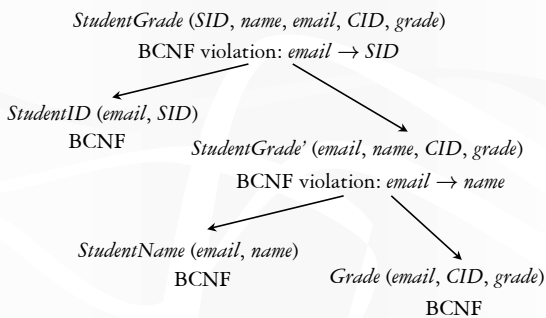 StudentGrade (SID, name, email, CID, grade)
BCNF violation: email → SID
StudentID (email, SID)
BCNF
StudentGrade’ (email, name, CID, grade)
BCNF violation: email → name
StudentName (email, name)
BCNF
Grade (email, CID, grade)
BCNF